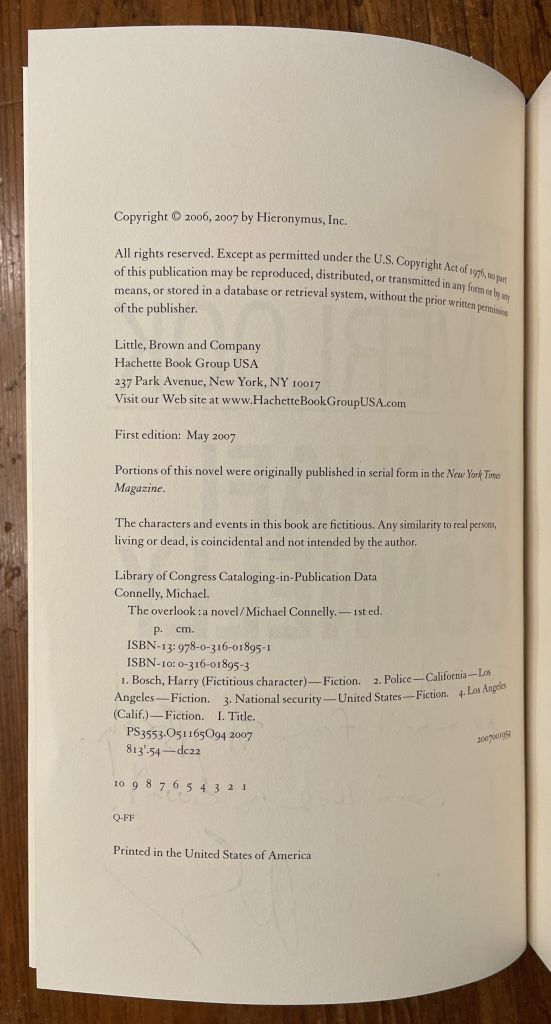 Copyright © 2006, 2007 by Hieronymus, Inc.
All rights reserved. Except as permitted under the U.S. Copyright Act of 1976, no part
of this publication may be reproduced, distributed, or transmitted in any form or by any
means, or stored in a database or retrieval system, without the prior written permission
of the publisher.
Little, Brown and Company
Hachette Book Group USA
237 Park Avenue, New York, NY 10017
Visit our Web site at www.HachetteBookGroupUSA.com
First edition: May 2007
Portions of this novel were originally published in serial form in the New York Times
Magazine.
The characters and events in this book are fictitious. Any similarity to real persons,
living or dead, is coincidental and not intended by the author.
Library of Congress Cataloging-in-Publication Data
Connelly, Michael.
The overlook : a novel / Michael Connelly. — 1st ed.
p. cm.
ISBN-13: 978-0-316-01895-1
ISBN-10: 0-316-01895-3
1. Bosch, Harry (Fictitious character) — Fiction. 2. Police — California — Los
Angeles — Fiction. 3. National security — United States — Fiction. 4. Los Angeles
(Calif.) — Fiction. I. Title.
PS3553.O51165O94 2007
813'.54 — dc22 2007001954
10 9 8 7 6 5 4 3 2 1
Q-FF
Printed in the United States of America